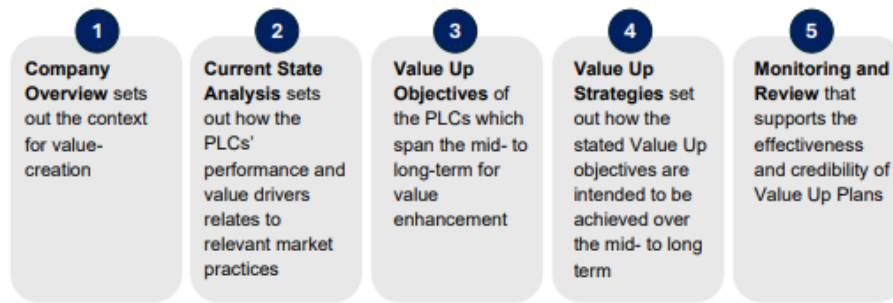 1
Company
Overview sets
out the context
for value-
creation
2
Current State
Analysis sets
out how the
PLCs'
performance and
value drivers
relates to
relevant market
practices
3
Value Up
Objectives of
the PLCs which
span the mid- to
long-term for
value
enhancement
4
Value Up
Strategies set
out how the
stated Value Up
objectives are
intended to be
achieved over
the mid- to long
term
5
Monitoring and
Review that
supports the
effectiveness
and credibility of
Value Up Plans